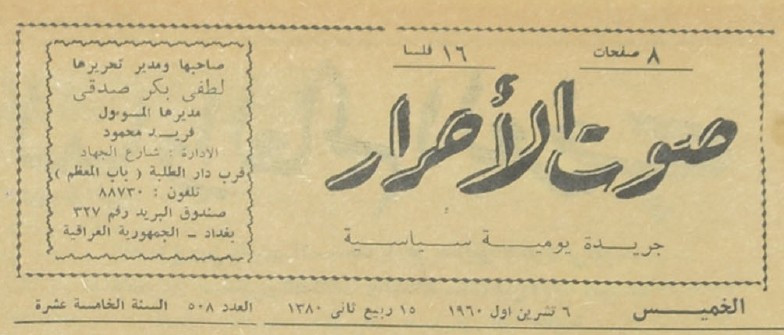 ٨ صفحات
١٦ فلسا
صوت الأحرار
جريدة يومية سياسية
صاحبها ومدير تحريرها
لطفي بكر صدقي
مديرها المسوءول
فريد محمود
الادارة : شارع الجهاد
قرب دار الطلبة ( باب المعظم )
تلفون : ٨٨٧٣٠
صندوق البريد رقم ٣٢٧
بغداد ــ الجمهورية العراقية
الخميس ٦ تشرين اول ١٩٦٠ ١٥ ربيع ثاني ١٣٨٠ العدد ٥٠٨ السنة الخامسة عشرة